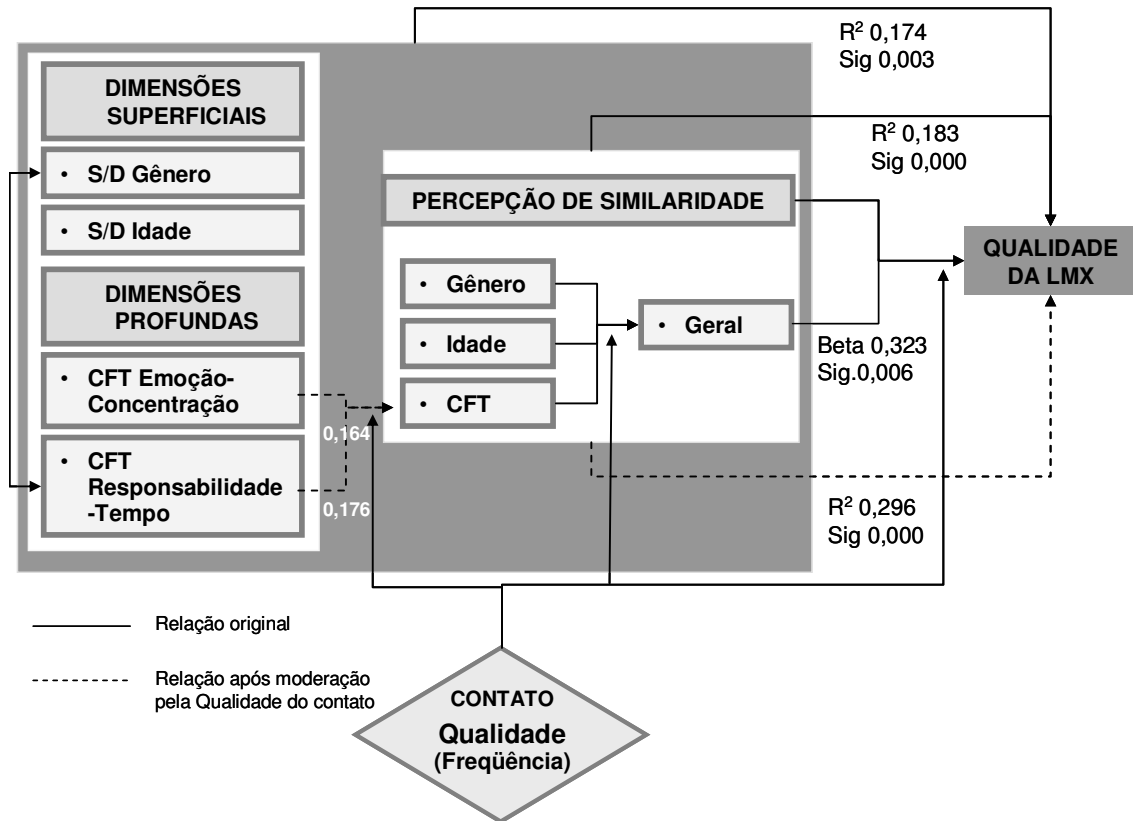 R² 0,174
Sig 0,003
DIMENSÕES
SUPERFICIAIS
• S/D Gênero
• S/D Idade
DIMENSÕES
PROFUNDAS
• CFT Emoção-
Concentração
• CFT
Responsabilidade
-Tempo
0,164
0,176
R² 0,183
Sig 0,000
PERCEPÇÃO DE SIMILARIDADE
• Gênero
• Idade
• CFT
• Geral
Beta 0,323
Sig.0,006
QUALIDADE
DA LMX
R² 0,296
Sig 0,000
Relação original
Relação após moderação
pela Qualidade do contato
CONTATO
Qualidade
(Freqüência)